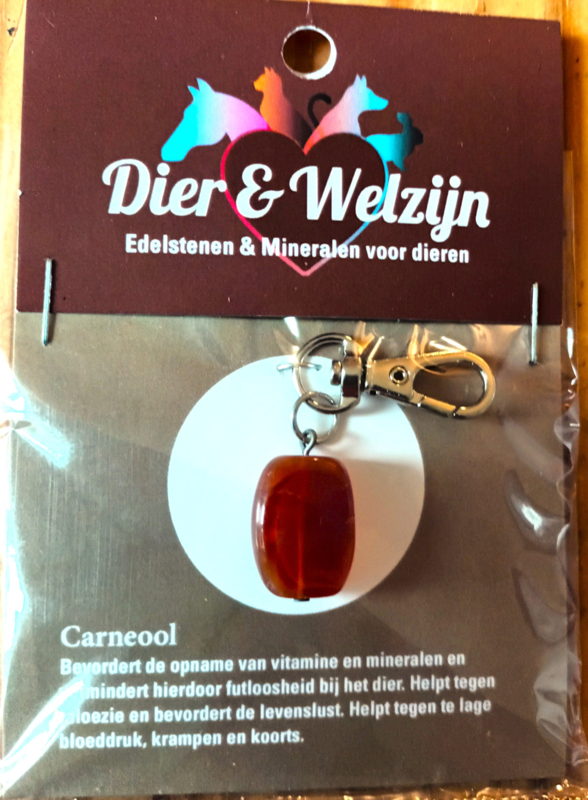 Dier & Welzijn
Edelstenen & Mineralen voor dieren
Carneool
Bevordert de opname van vitamine en mineralen en
hierdoor futloosheid bij het dier. Helpt tegen
en bevordert de levenslust. Helpt tegen te lage
bloeddruk, krampen en koorts.